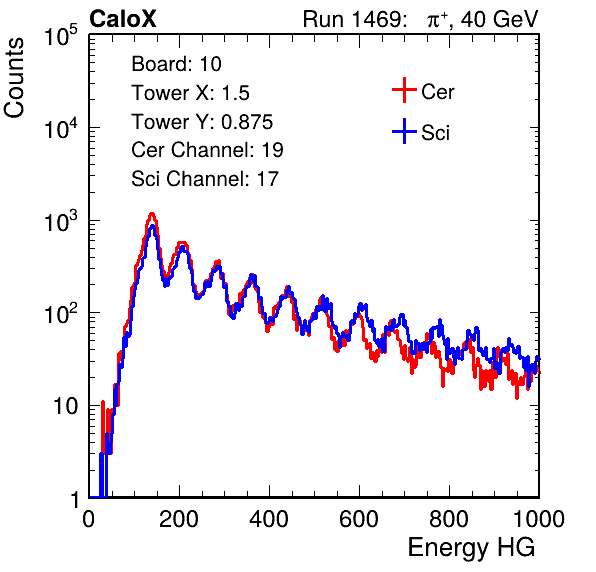 CaloX Run 1469: π⁺, 40 GeV
Counts
Board: 10
Tower X: 1.5
Tower Y: 0.875
Cer Channel: 19
Sci Channel: 17
Cer
Sci
10⁵
10⁴
10³
10²
10
1
0 200 400 600 800 1000
Energy HG